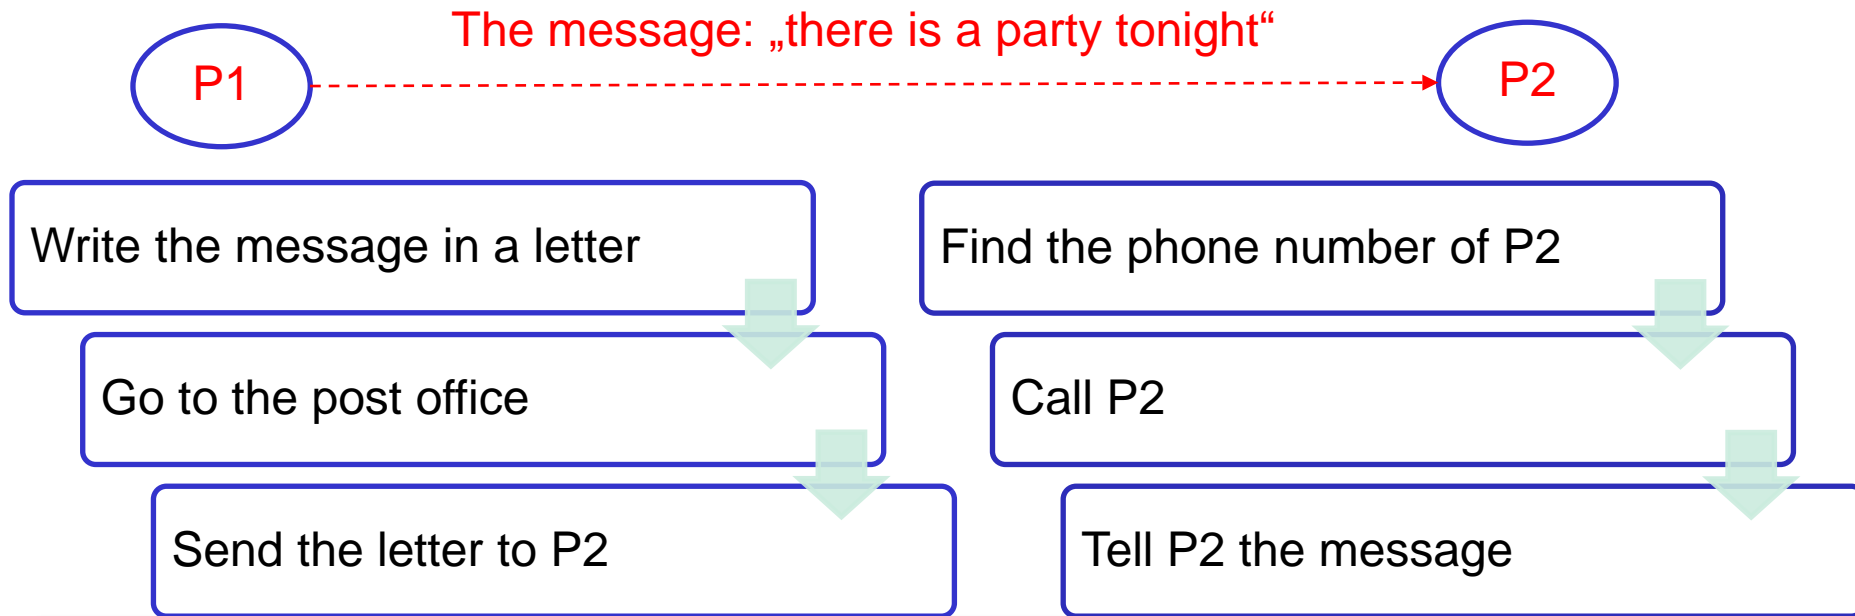 The message: „there is a party tonight“
P1
P2
Write the message in a letter
Go to the post office
Send the letter to P2
Find the phone number of P2
Call P2
Tell P2 the message